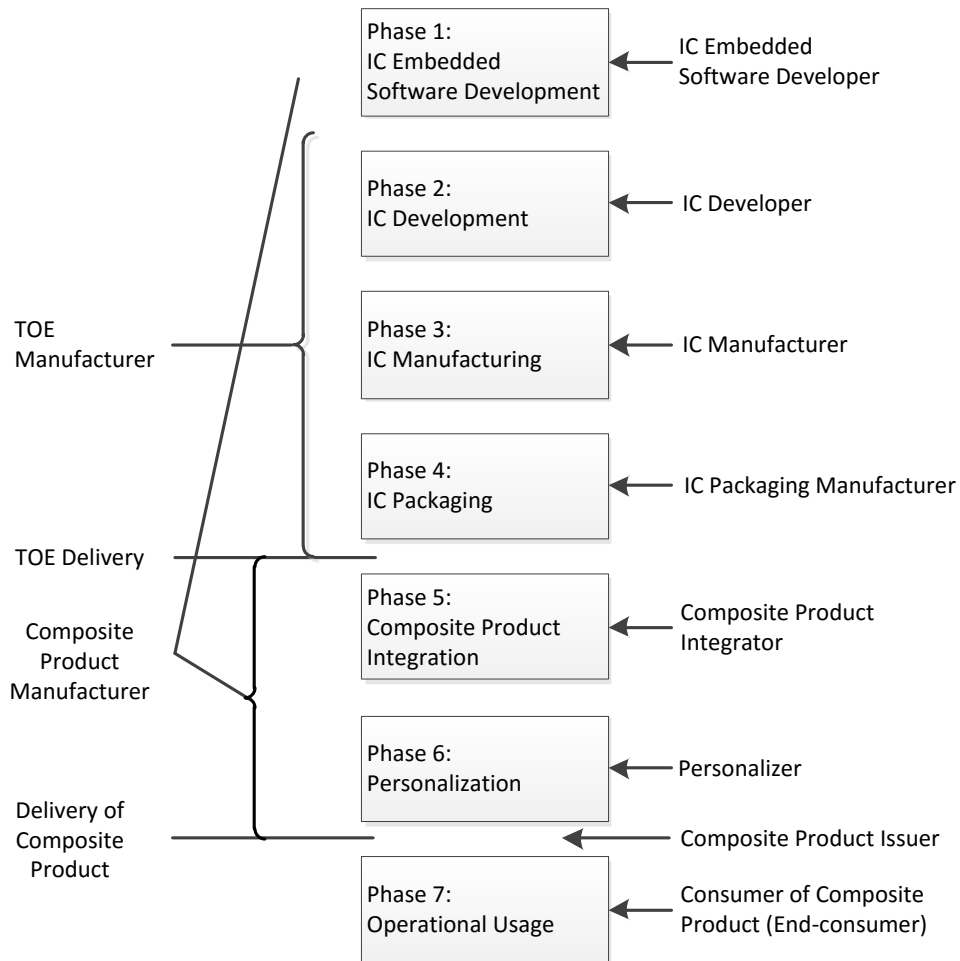 Phase 1:
IC Embedded
Software Development
IC Embedded
Software Developer
Phase 2:
IC Development
IC Developer
TOE
Manufacturer
Phase 3:
IC Manufacturing
IC Manufacturer
Phase 4:
IC Packaging
IC Packaging Manufacturer
TOE Delivery
Phase 5:
Composite Product
Integration
Composite Product
Integrator
Composite
Product
Manufacturer
Phase 6:
Personalization
Personalizer
Delivery of
Composite
Product
Composite Product Issuer
Phase 7:
Operational Usage
Consumer of Composite
Product (End-consumer)